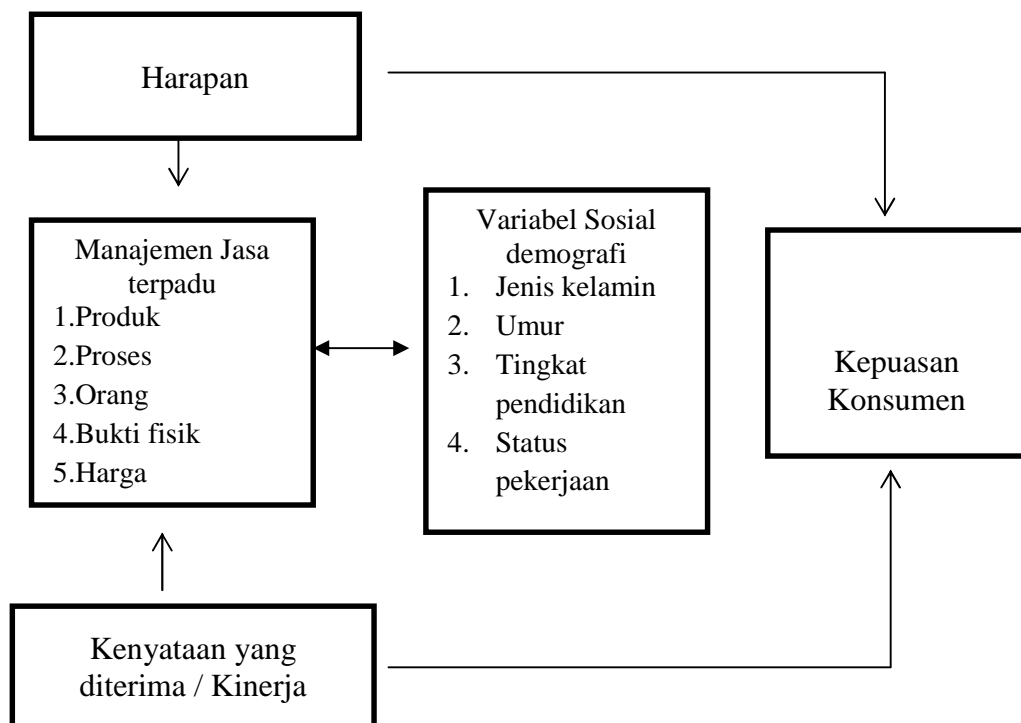 Harapan
Manajemen Jasa
terpadu
1.Produk
2.Proses
3.Orang
4.Bukti fisik
5.Harga
Variabel Sosial
demografi
1. Jenis kelamin
2. Umur
3. Tingkat
pendidikan
4. Status
pekerjaan
Kepuasan
Konsumen
Kenyataan yang
diterima / Kinerja